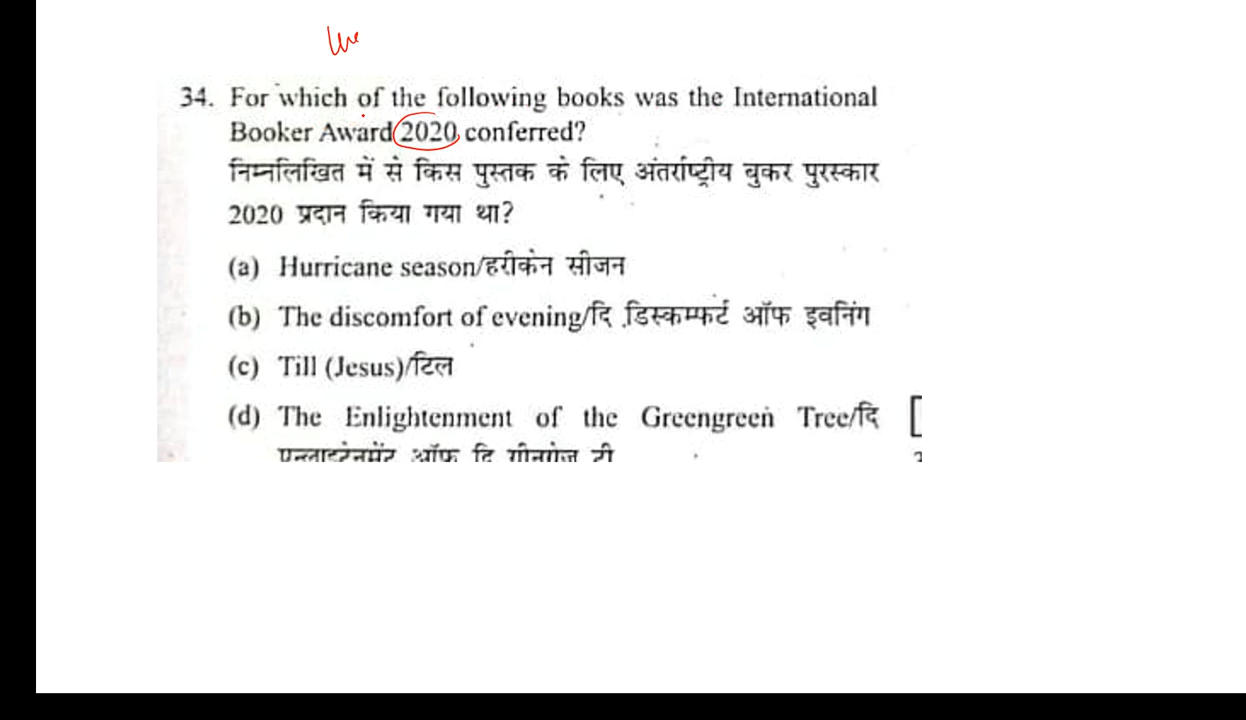 34. For which of the following books was the International
Booker Award 2020 conferred?
निम्नलिखित में से किस पुस्तक के लिए अंतर्राष्ट्रीय बुकर पुरस्कार
2020 प्रदान किया गया था?
(a) Hurricane season/हरीकेन सीजन
(b) The discomfort of evening/दि डिस्कम्फर्ट ऑफ इवनिंग
(c) Till (Jesus)/टिल
(d) The Enlightenment of the Greengreen Tree/दि